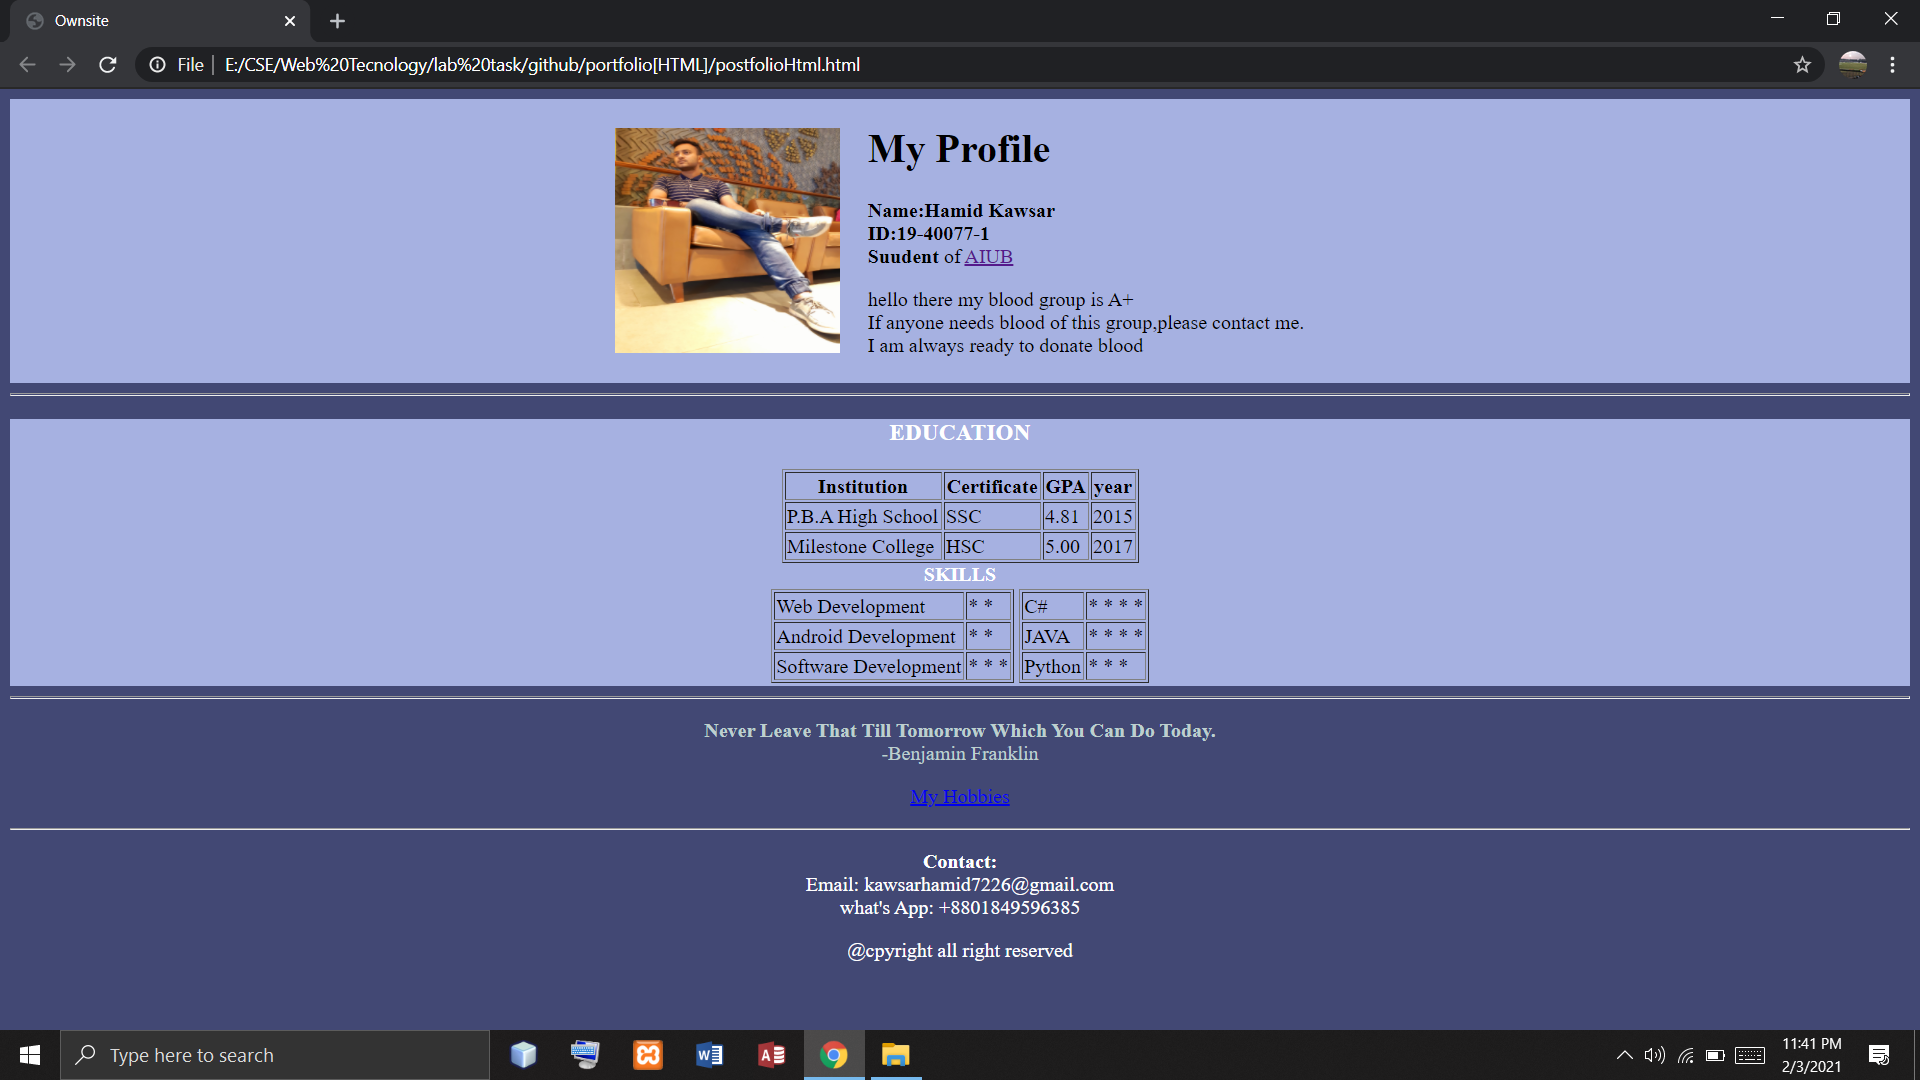 Ownsite
File
E:/CSE/Web%20Tecnology/lab%20task/github/portfolio[HTML]/postfolioHtml.html
My Profile
Name:Hamid Kawsar
ID:19-40077-1
Suudent of AIUB
hello there my blood group is A+
If anyone needs blood of this group,please contact me.
I am always ready to donate blood
EDUCATION
Institution Certificate GPA year
P.B.A High School SSC 4.81 2015
Milestone College HSC 5.00 2017
SKILLS
Web Development * * C# * * * *
Android Development * * JAVA * * * *
Software Development * * * Python * * *
Never Leave That Till Tomorrow Which You Can Do Today.
-Benjamin Franklin
My Hobbies
Contact:
Email: kawsarhamid7226@gmail.com
what's App: +8801849596385
@cpyright all right reserved
Type here to search
11:41 PM
2/3/2021